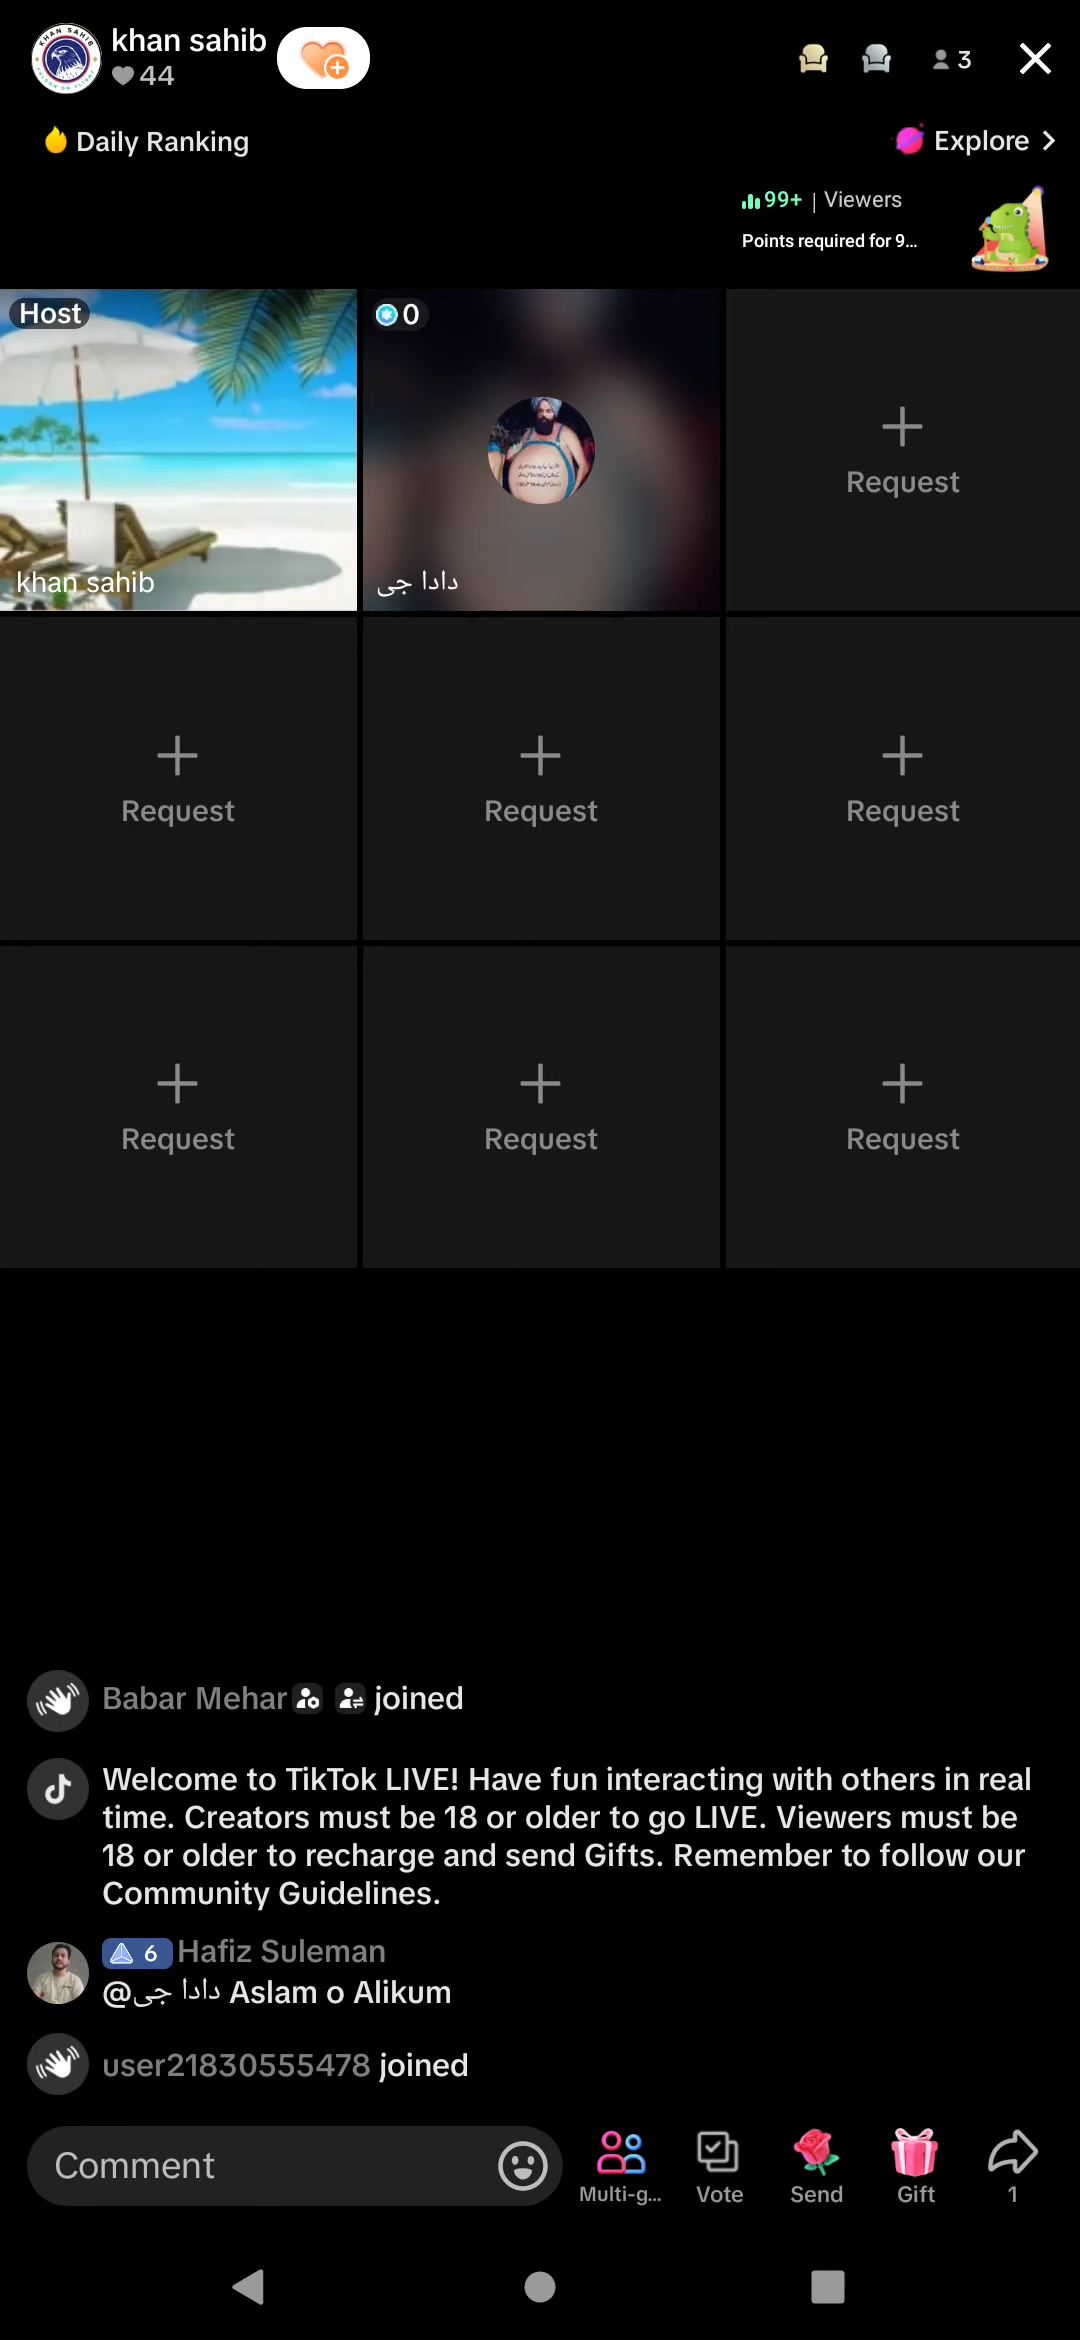 khan sahib
44
3
Daily Ranking
Explore
99+ | Viewers
Points required for 9...
Host
0
Request
khan sahib
دادا جی
Request
Request
Request
Request
Request
Request
Babar Mehar joined
Welcome to TikTok LIVE! Have fun interacting with others in real
time. Creators must be 18 or older to go LIVE. Viewers must be
18 or older to recharge and send Gifts. Remember to follow our
Community Guidelines.
6 Hafiz Suleman
@دادا جی Aslam o Alikum
user21830555478 joined
Comment
Multi-g...
Vote
Send
Gift
1